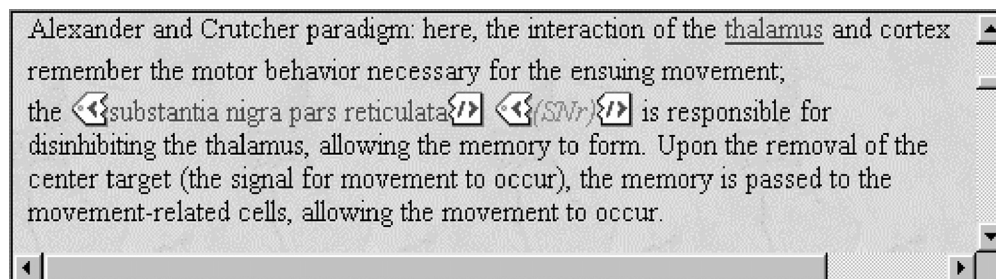 Alexander and Crutcher paradigm: here, the interaction of the thalamus and cortex
remember the motor behavior necessary for the ensuing movement;
the substantia nigra pars reticulata (SNr) is responsible for
disinhibiting the thalamus, allowing the memory to form. Upon the removal of the
center target (the signal for movement to occur), the memory is passed to the
movement-related cells, allowing the movement to occur.